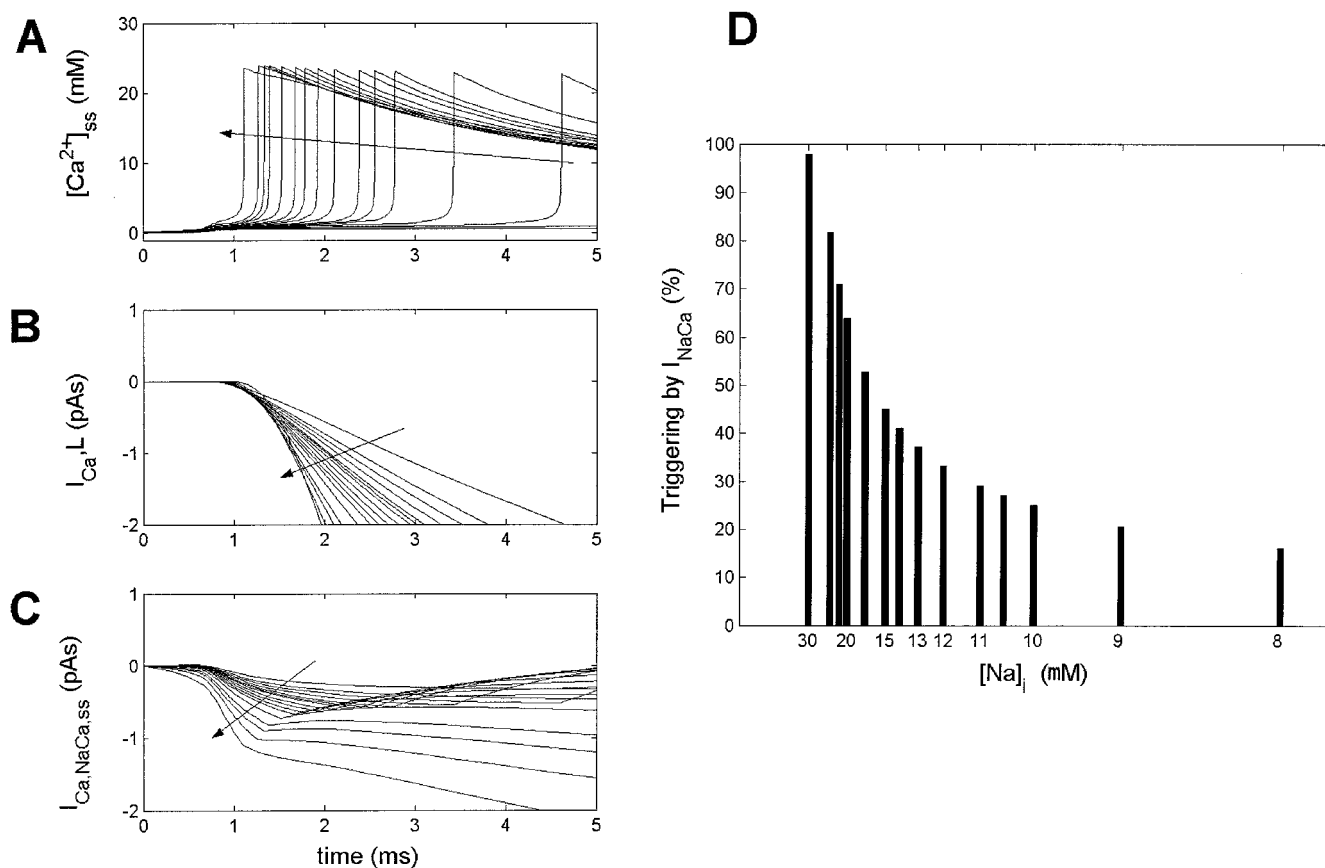 A
[Ca2+]ss (mM)
30
20
10
0
0 1 2 3 4 5
B
ICa,L (pAs)
1
0
-1
-2
0 1 2 3 4 5
C
ICa,NaCa,ss (pAs)
1
0
-1
-2
0 1 2 3 4 5
time (ms)
D
Triggering by INaCa (%)
100
90
80
70
60
50
40
30
20
10
0
30 20 15 13 12 11 10 9 8
[Na]i (mM)